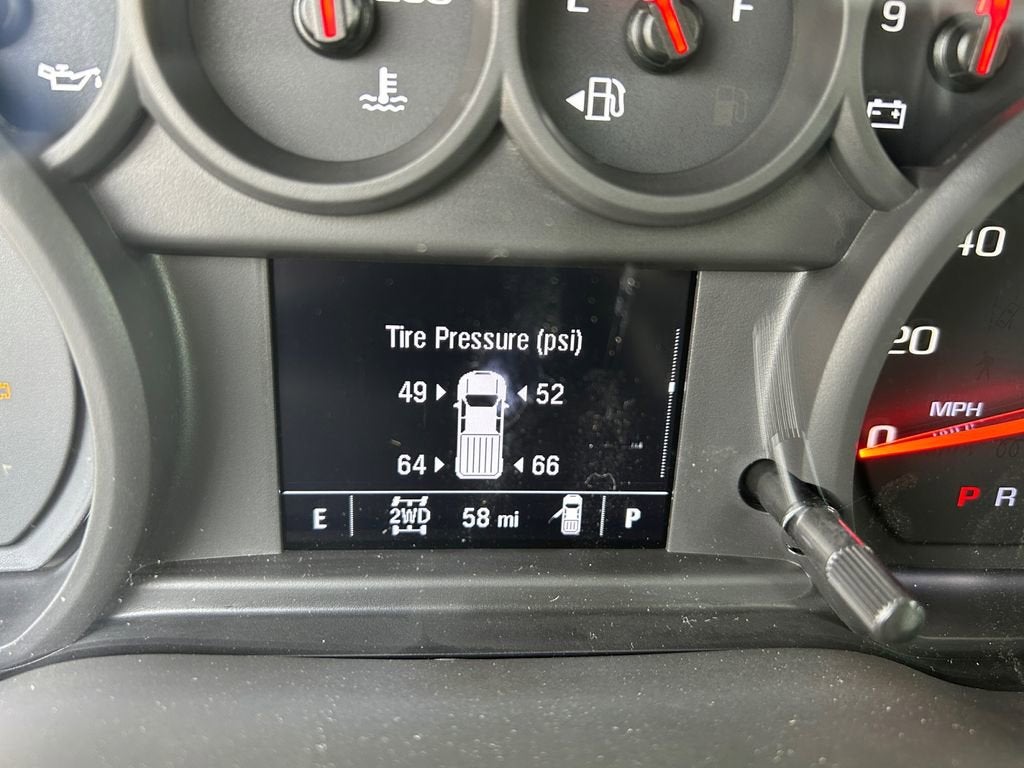 E F
9
40
20
0
MPH
P R
Tire Pressure (psi)
49 52
64 66
E 2WD 58 mi P